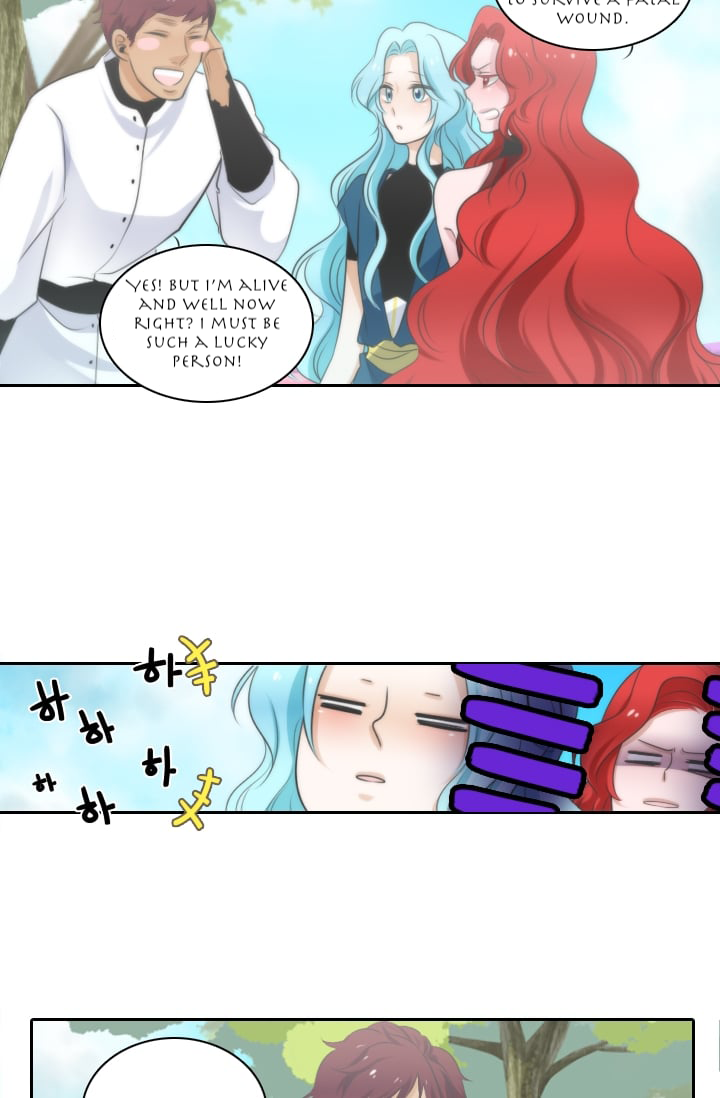 TO SURVIVE A FATAL
WOUND.
YES! BUT I'M ALIVE
AND WELL NOW
RIGHT? I MUST BE
SUCH A LUCKY
PERSON!
하
하
하
하
하
하